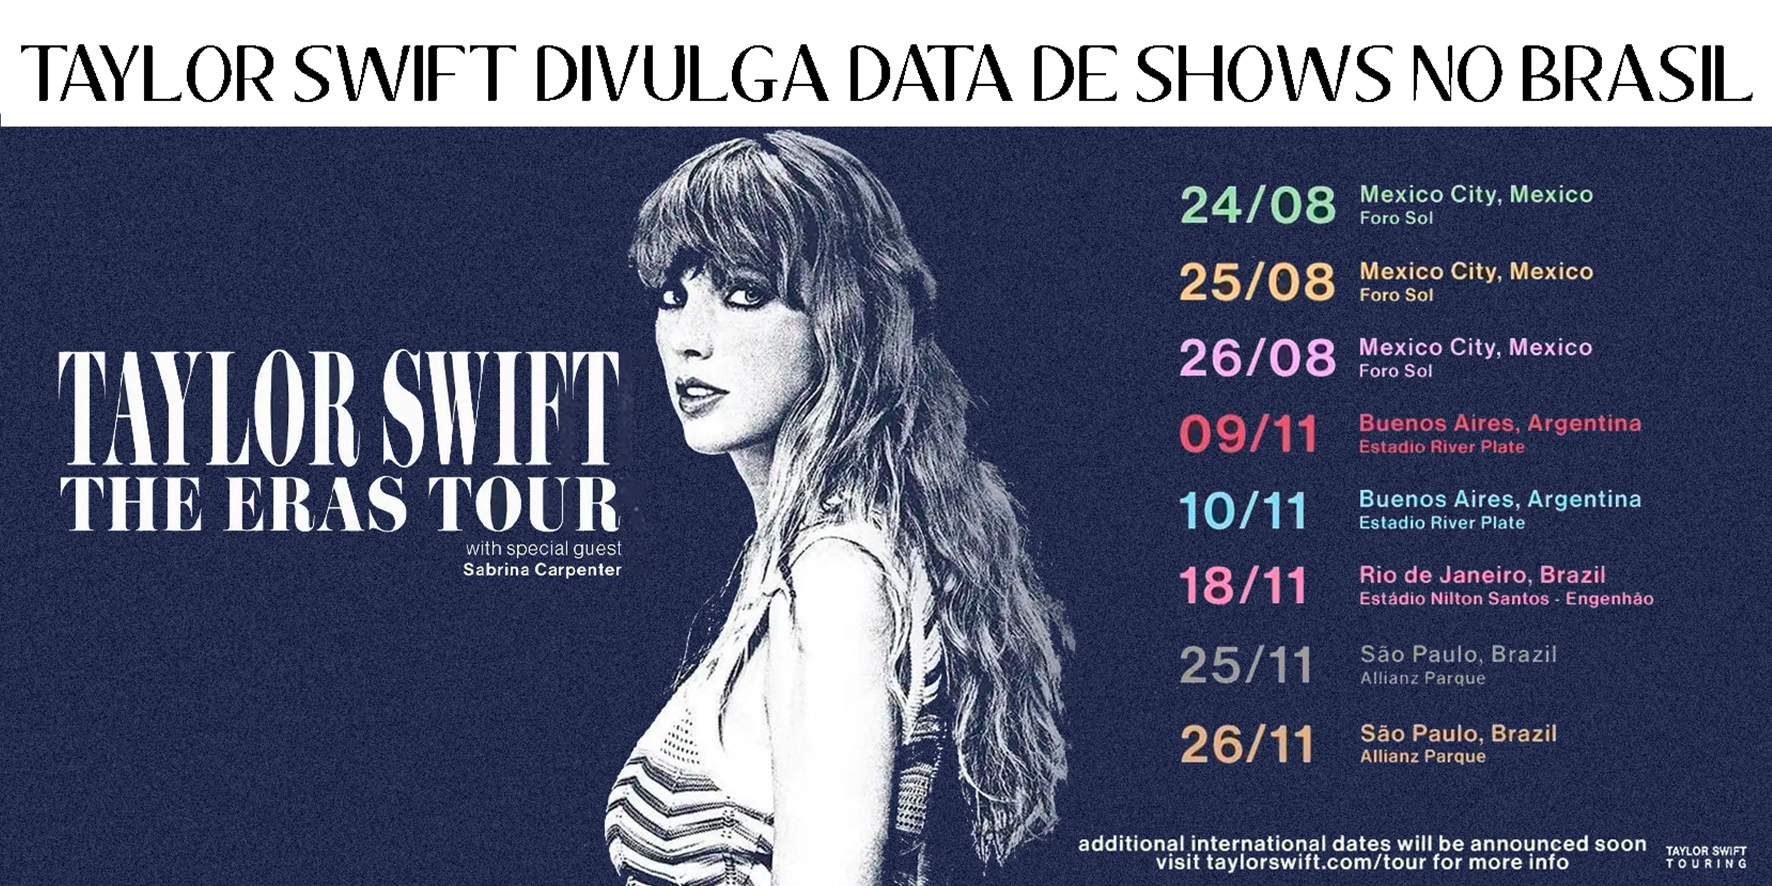 TAYLOR SWIFT DIVULGA DATA DE SHOWS NO BRASIL
TAYLOR SWIFT
THE ERAS TOUR
with special guest
Sabrina Carpenter
24/08 Mexico City, Mexico
Foro Sol
25/08 Mexico City, Mexico
Foro Sol
26/08 Mexico City, Mexico
Foro Sol
09/11 Buenos Aires, Argentina
Estadio River Plate
10/11 Buenos Aires, Argentina
Estadio River Plate
18/11 Rio de Janeiro, Brazil
Estádio Nilton Santos - Engenhão
25/11 São Paulo, Brazil
Allianz Parque
26/11 São Paulo, Brazil
Allianz Parque
additional international dates will be announced soon
visit taylorswift.com/tour for more info
TAYLOR SWIFT
TOURING